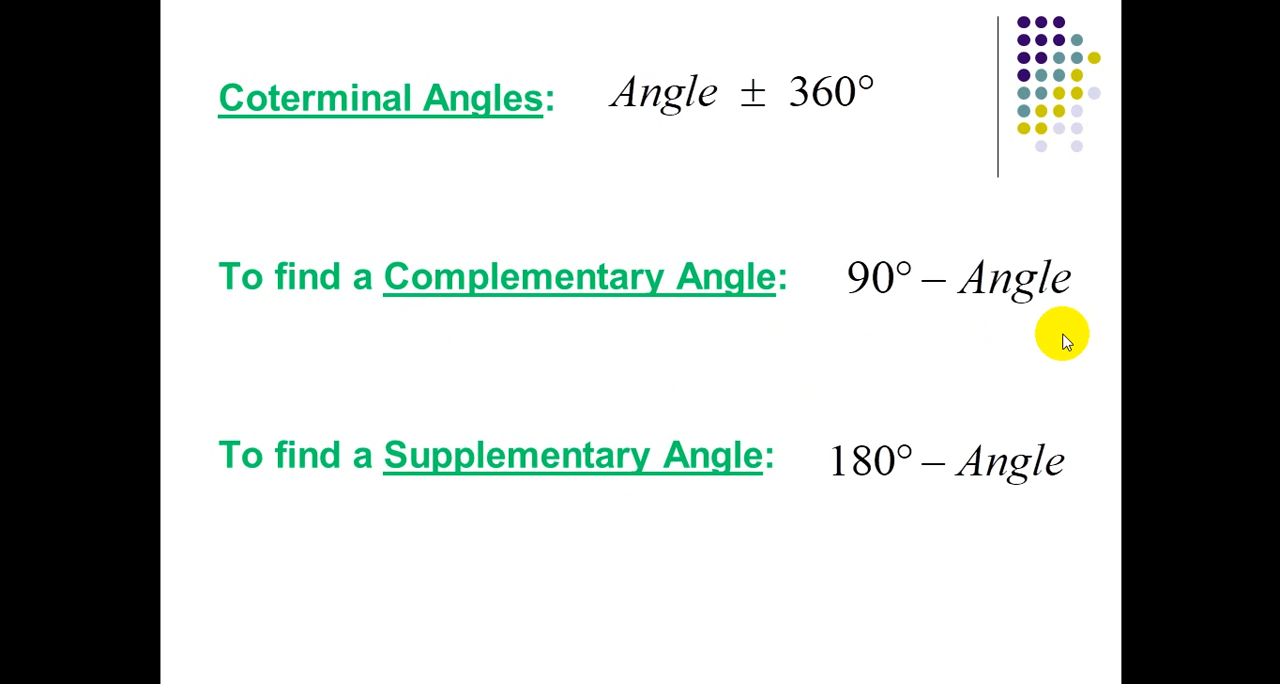 Coterminal Angles: Angle ± 360°
To find a Complementary Angle: 90° – Angle
To find a Supplementary Angle: 180° – Angle